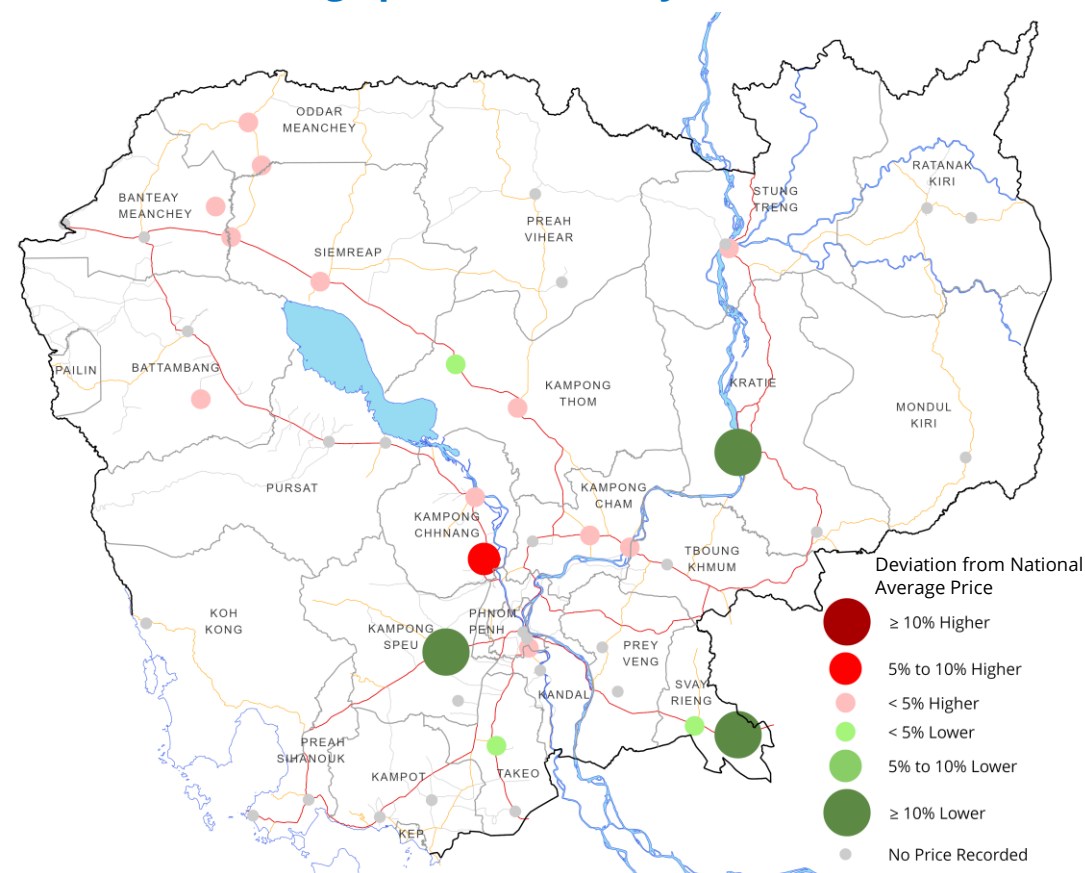 ODDAR
MEANCHEY
RATANAK
KIRI
BANTEAY
MEANCHEY
STUNG
TRENG
PREAH
VIHEAR
SIEMREAP
PAILIN
BATTAMBANG
KAMPONG
THOM
KRATIE
MONDUL
KIRI
PURSAT
KAMPONG
CHAM
KAMPONG
CHHNANG
TBOUNG
KHMUM
KOH
KONG
PHNOM
PENH
KAMPONG
SPEU
PREY
VENG
SVAY
RIENG
KANDAL
PREAH
SIHANOUK
KAMPOT
TAKEO
KEP
Deviation from National
Average Price
≥ 10% Higher
5% to 10% Higher
< 5% Higher
< 5% Lower
5% to 10% Lower
≥ 10% Lower
No Price Recorded